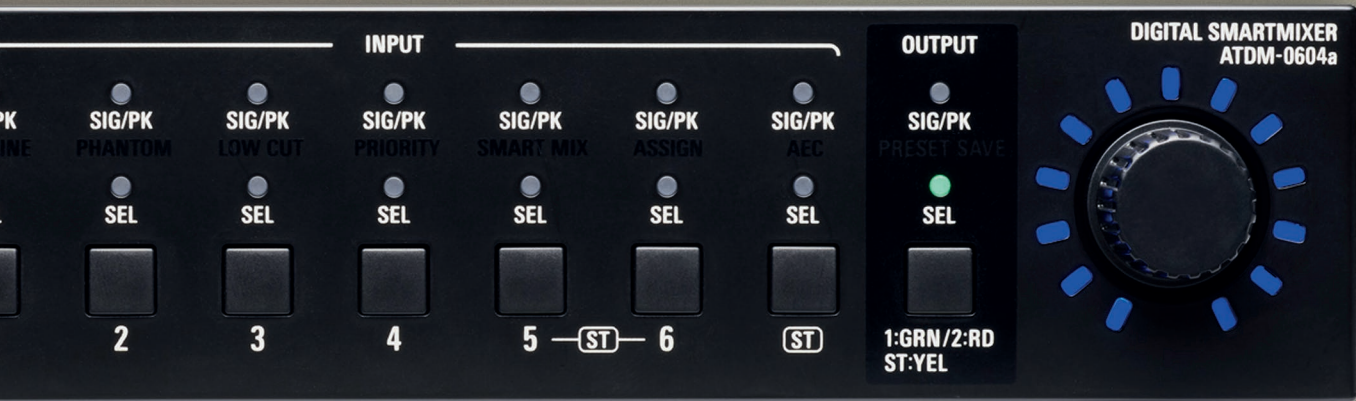 INPUT
OUTPUT
DIGITAL SMARTMIXER
ATDM-0604a
PK SIG/PK SIG/PK SIG/PK SIG/PK SIG/PK SIG/PK SIG/PK
INE PHANTOM LOW CUT PRIORITY SMART MIX ASSIGN AEC PRESET SAVE
SEL SEL SEL SEL SEL SEL SEL
2 3 4 5 ST 6 ST
1:GRN/2:RD
ST:YEL